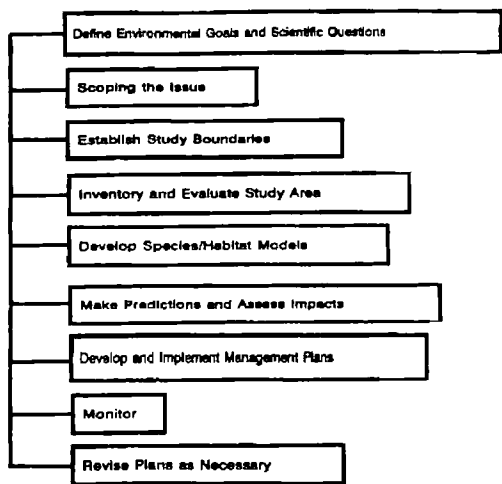 Define Environmental Goals and Scientific Questions
Scoping the Issue
Establish Study Boundaries
Inventory and Evaluate Study Area
Develop Species/Habitat Models
Make Predictions and Assess Impacts
Develop and Implement Management Plans
Monitor
Revise Plans as Necessary